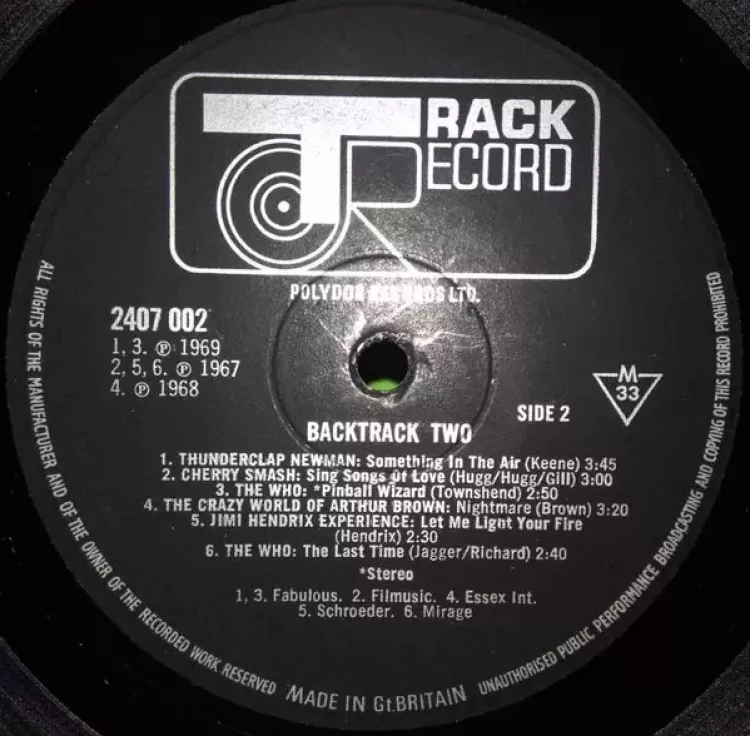 TRACK
RECORD
POLYDOR RECORDS LTD.
2407 002
1, 3. ℗ 1969
2, 5, 6. ℗ 1967
4. ℗ 1968
M
33
SIDE 2
BACKTRACK TWO
1. THUNDERCLAP NEWMAN: Something In The Air (Keene) 3:45
2. CHERRY SMASH: Sing Songs Of Love (Hugg/Hugg/Gill) 3:00
3. THE WHO: *Pinball Wizard (Townshend) 2:50
4. THE CRAZY WORLD OF ARTHUR BROWN: Nightmare (Brown) 3:20
5. JIMI HENDRIX EXPERIENCE: Let Me Light Your Fire
(Hendrix) 2:30
6. THE WHO: The Last Time (Jagger/Richard) 2:40
*Stereo
1, 3. Fabulous. 2. Filmusic. 4. Essex Int.
5. Schroeder. 6. Mirage
ALL RIGHTS OF THE MANUFACTURER AND OF THE OWNER OF THE RECORDED WORK RESERVED
MADE IN Gt.BRITAIN
UNAUTHORISED PUBLIC PERFORMANCE BROADCASTING AND COPYING OF THIS RECORD PROHIBITED